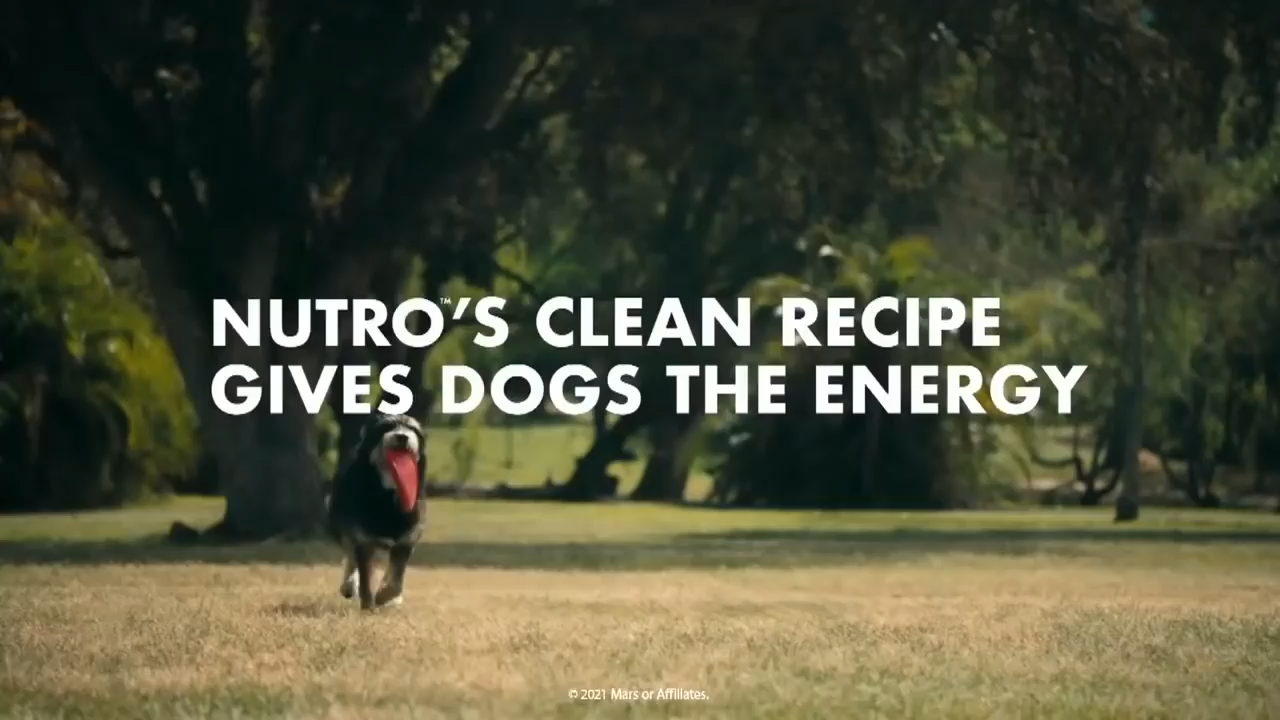 NUTRO™'S CLEAN RECIPE
GIVES DOGS THE ENERGY
© 2021 Mars or Affiliates.